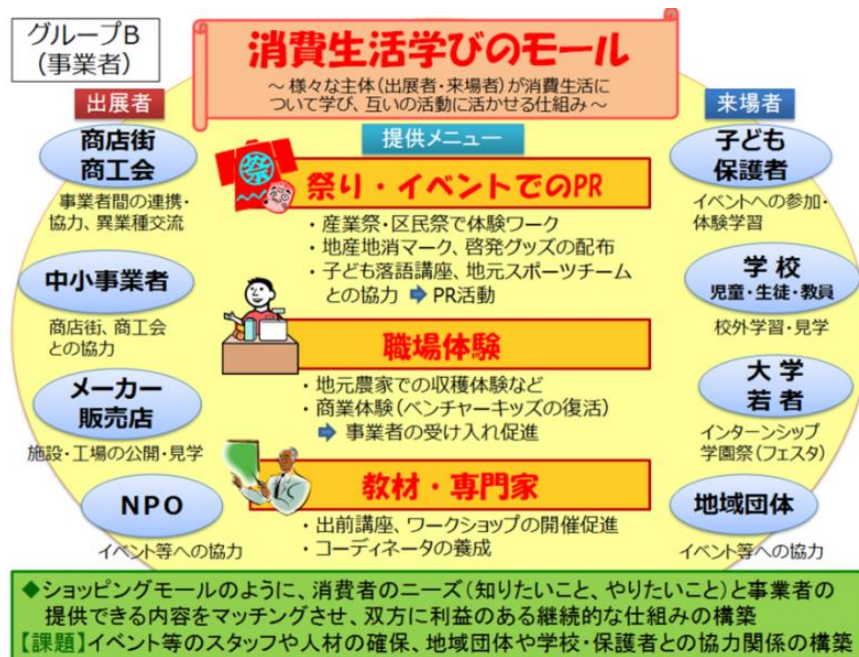 グループB
(事業者)
消費生活学びのモール
～ 様々な主体(出展者・来場者)が消費生活に
ついて学び、互いの活動に活かせる仕組み ～
出展者
商店街
商工会
事業者間の連携・
協力、異業種交流
中小事業者
商店街、商工会
との協力
メーカー
販売店
施設・工場の公開・見学
NPO
イベント等への協力
提供メニュー
祭
祭り・イベントでのPR
・産業祭・区民祭で体験ワーク
・地産地消マーク、啓発グッズの配布
・子ども落語講座、地元スポーツチーム
との協力 ➡ PR活動
職場体験
・地元農家での収穫体験など
・商業体験(ベンチャーキッズの復活)
➡ 事業者の受け入れ促進
教材・専門家
・出前講座、ワークショップの開催促進
・コーディネータの養成
来場者
子ども
保護者
イベントへの参加・
体験学習
学校
児童・生徒・教員
校外学習・見学
大学
若者
インターンシップ
学園祭(フェスタ)
地域団体
イベント等への協力
◆ショッピングモールのように、消費者のニーズ(知りたいこと、やりたいこと)と事業者の
提供できる内容をマッチングさせ、双方に利益のある継続的な仕組みの構築
【課題】イベント等のスタッフや人材の確保、地域団体や学校・保護者との協力関係の構築